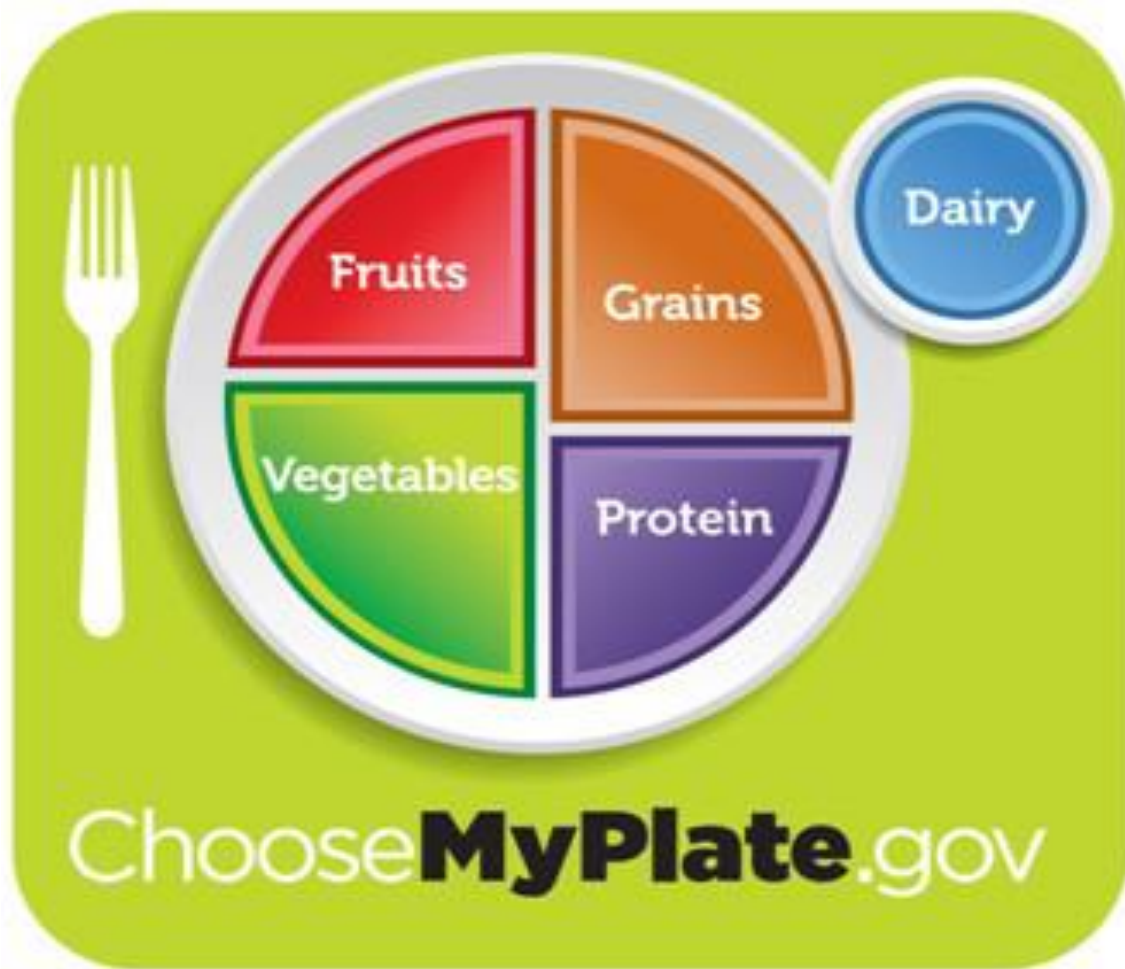 Fruits
Grains
Dairy
Vegetables
Protein
ChooseMyPlate.gov